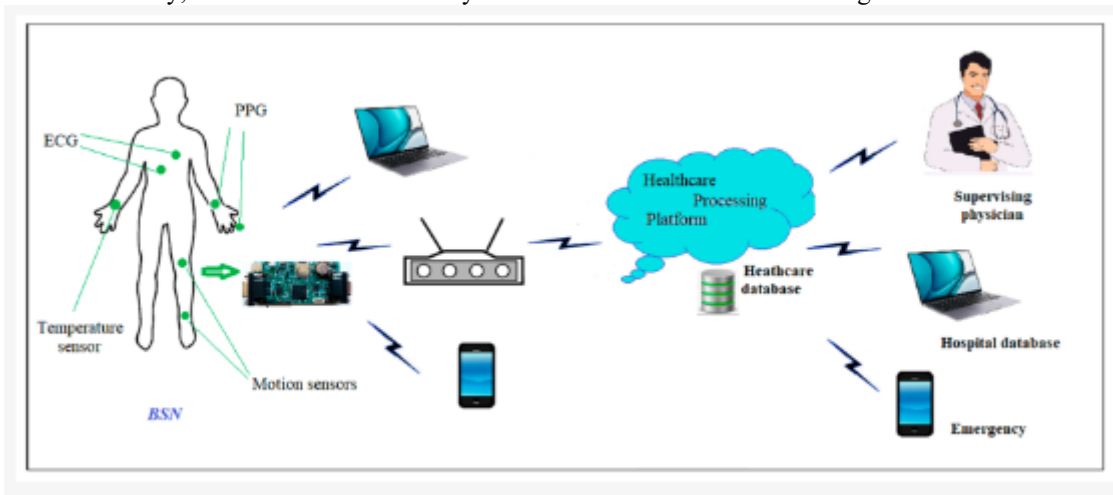 PPG
ECG
Healthcare
Processing
Platform
Supervising
physician
Heathcare
database
Temperature
sensor
Hospital database
Motion sensors
BSN
Emergency